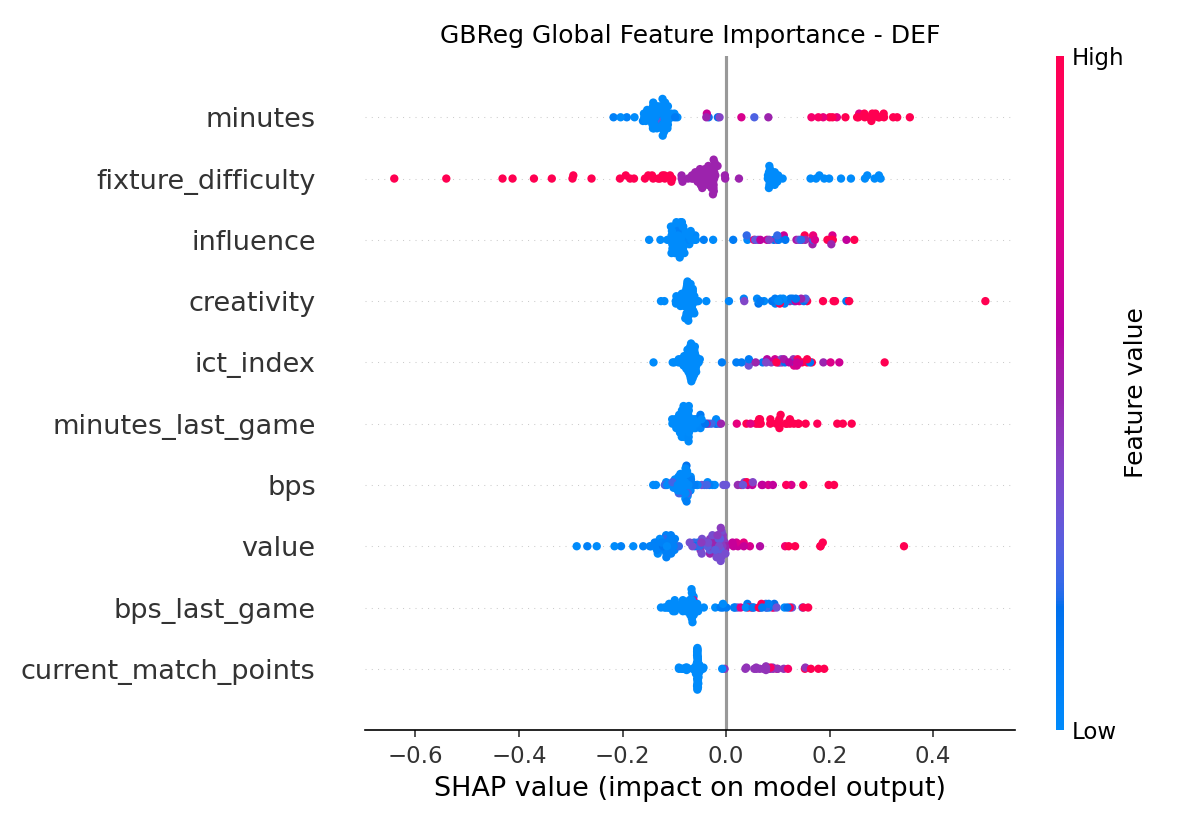 GBReg Global Feature Importance - DEF
High
minutes
fixture_difficulty
influence
creativity
ict_index
minutes_last_game
bps
value
bps_last_game
current_match_points
Feature value
Low
−0.6 −0.4 −0.2 0.0 0.2 0.4
SHAP value (impact on model output)